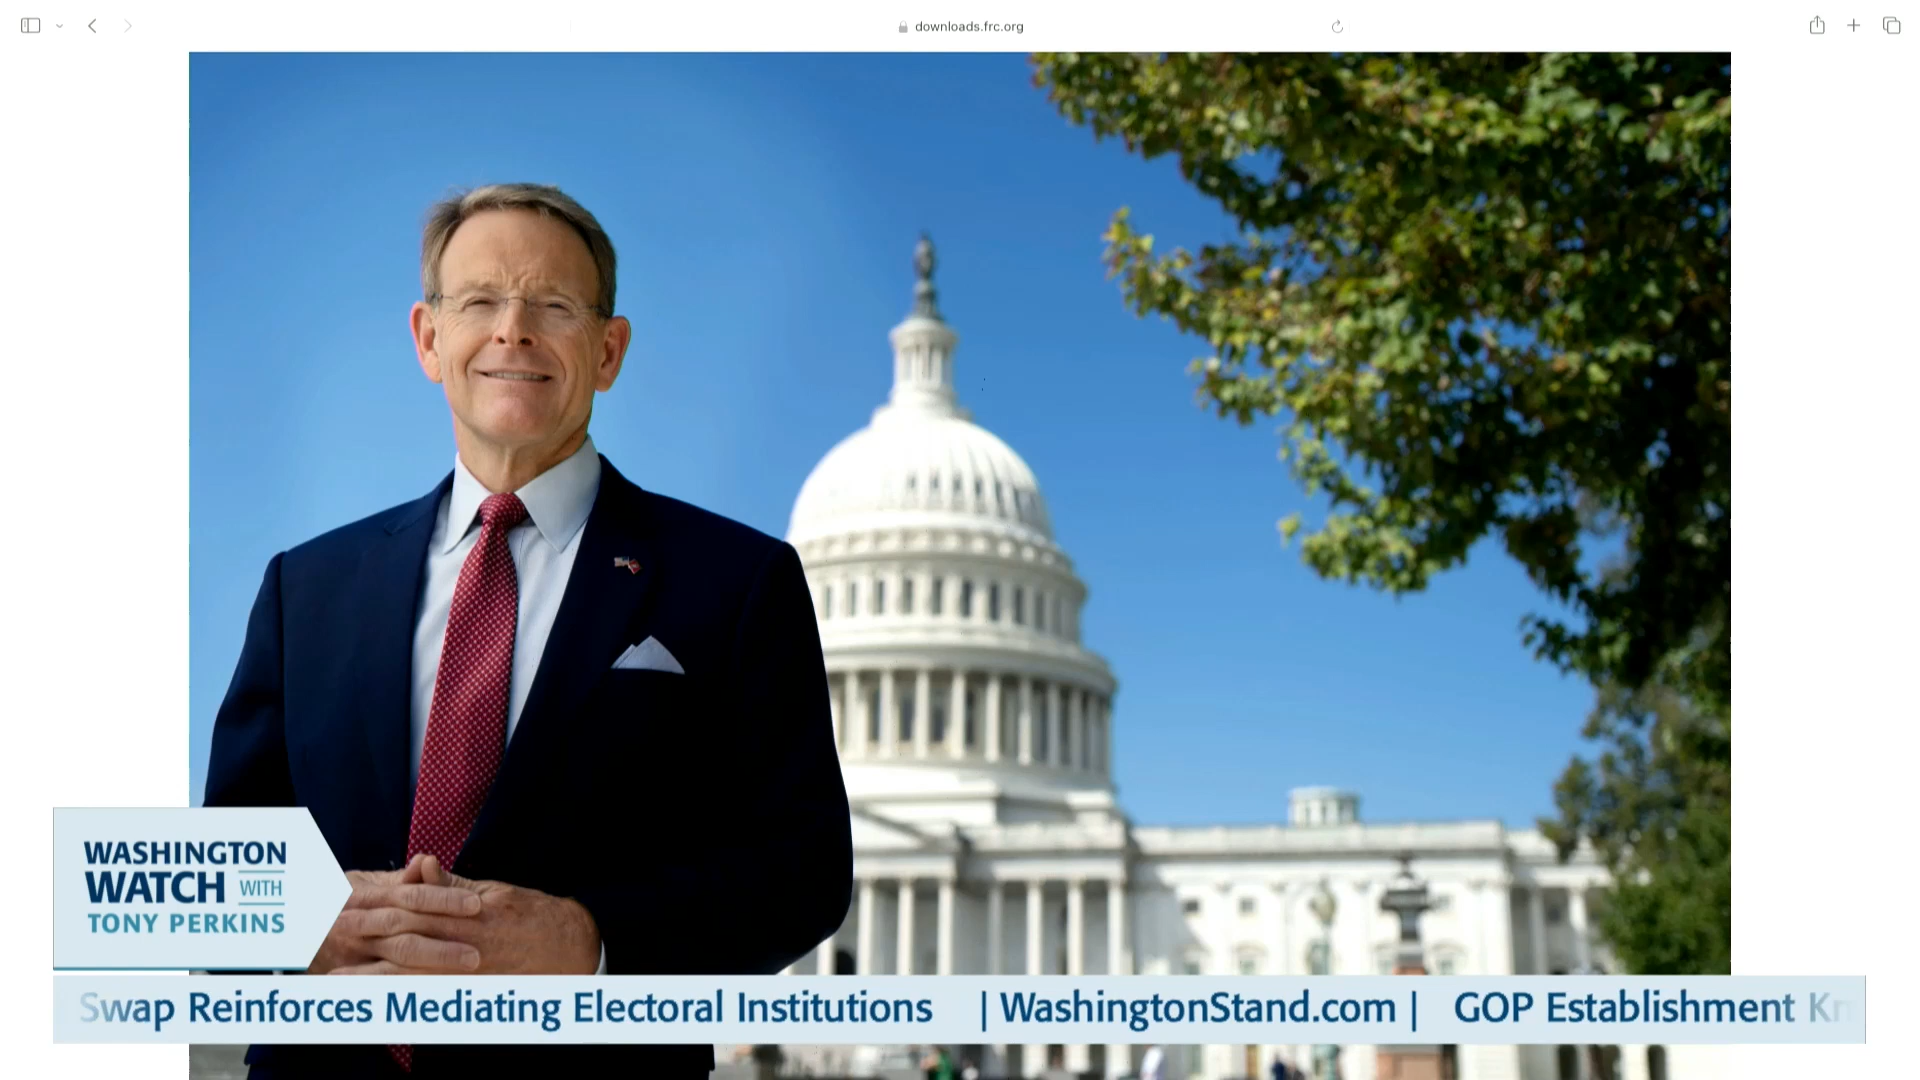 downloads.frc.org
WASHINGTON
WATCH WITH
TONY PERKINS
Swap Reinforces Mediating Electoral Institutions | WashingtonStand.com | GOP Establishment